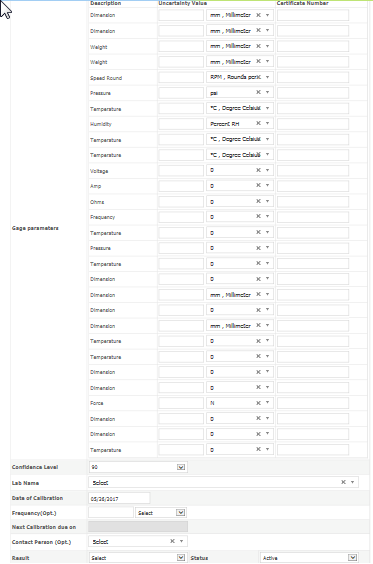 Description Uncertainty Value Certificate Number
Dimension mm , Millimeter
Dimension mm , Millimeter
Weight mm , Millimeter
Weight mm , Millimeter
Speed Round RPM , Rounds per
Pressure psi
Temperature °C , Degree Celsius
Humidity Percent RH
Temperature °C , Degree Celsius
Temperature °C , Degree Celsius
Voltage 0
Amp 0
Ohms 0
Frequency 0
Gage parameters
Temperature 0
Pressure 0
Temperature 0
Dimension 0
Dimension mm , Millimeter
Dimension 0
Dimension mm , Millimeter
Temperature 0
Temperature 0
Dimension 0
Dimension 0
Force N
Dimension 0
Dimension 0
Temperature 0
Confidance Level 90
Lab Name Select
Date of Calibration 05/26/2017
Frequency(Opt.) Select
Next Calibration due on
Contact Person (Opt.) Select
Result Select Status Active